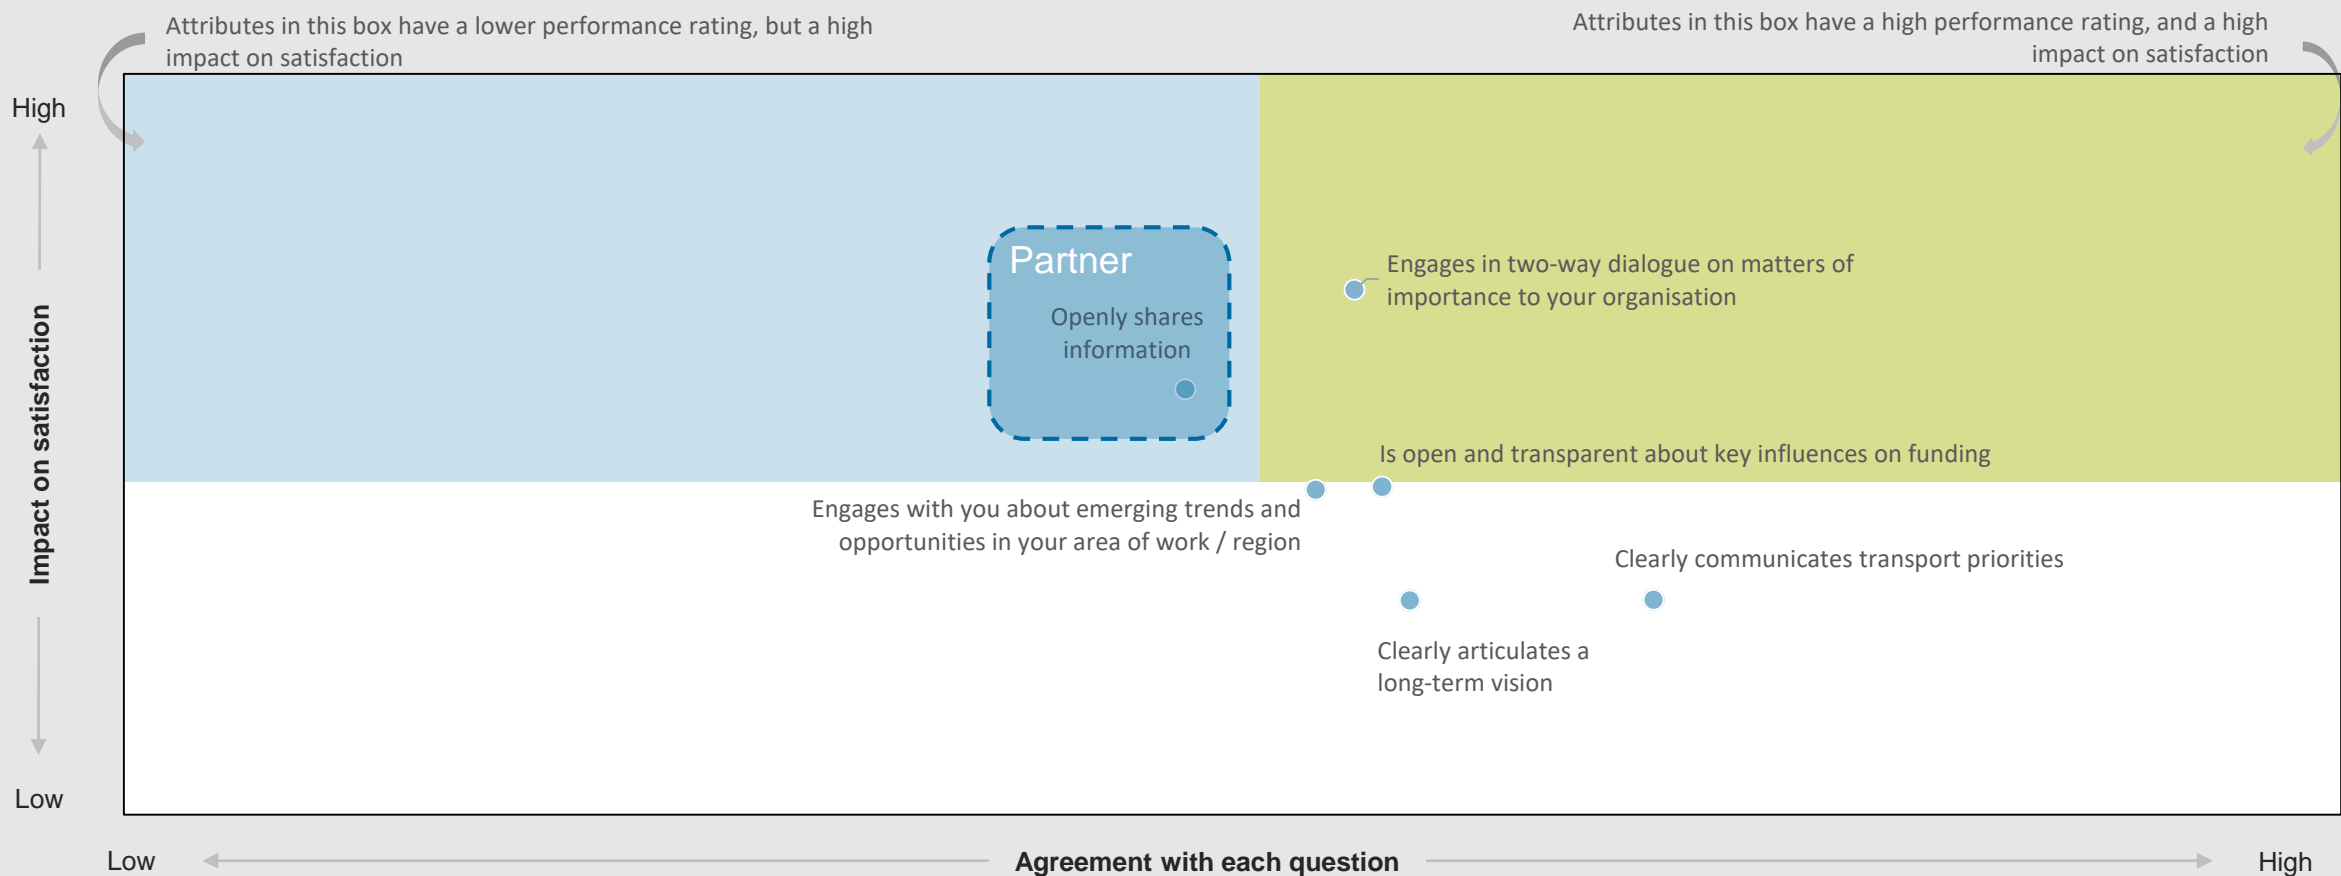 Attributes in this box have a lower performance rating, but a high
impact on satisfaction
Attributes in this box have a high performance rating, and a high
impact on satisfaction
High
Impact on satisfaction
Low
Partner
Openly shares
information
Engages in two-way dialogue on matters of
importance to your organisation
Is open and transparent about key influences on funding
Engages with you about emerging trends and
opportunities in your area of work / region
Clearly communicates transport priorities
Clearly articulates a
long-term vision
Low
Agreement with each question
High